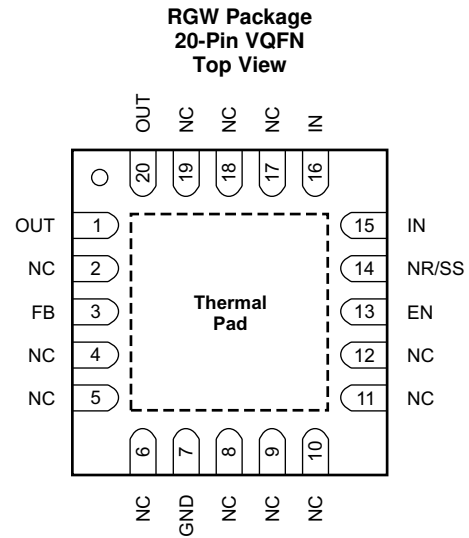 RGW Package
20-Pin VQFN
Top View
OUT NC NC NC IN
20 19 18 17 16
OUT 1 15 IN
NC 2 14 NR/SS
FB 3 13 EN
NC 4 12 NC
NC 5 11 NC
Thermal
Pad
6 7 8 9 10
NC GND NC NC NC